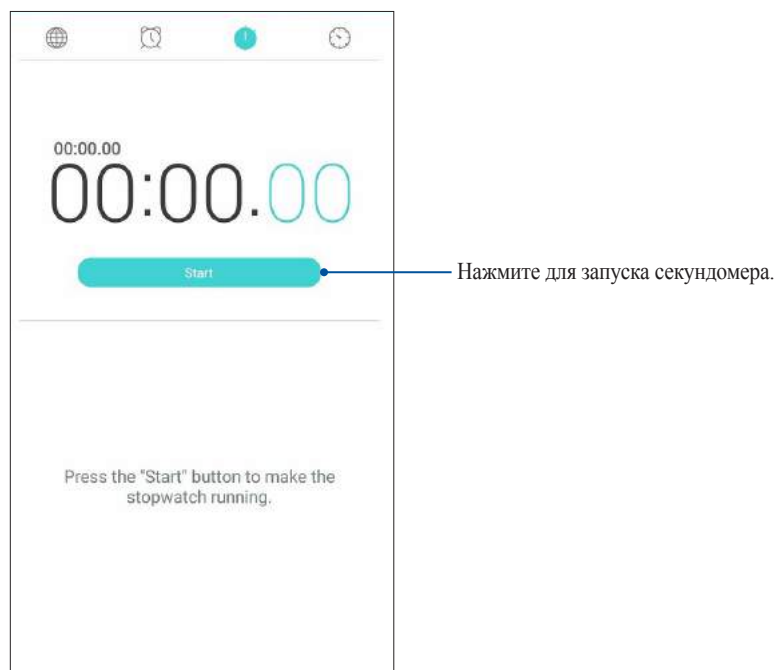 00:00.00
00:00.00
Start
Нажмите для запуска секундомера.
Press the "Start" button to make the
stopwatch running.